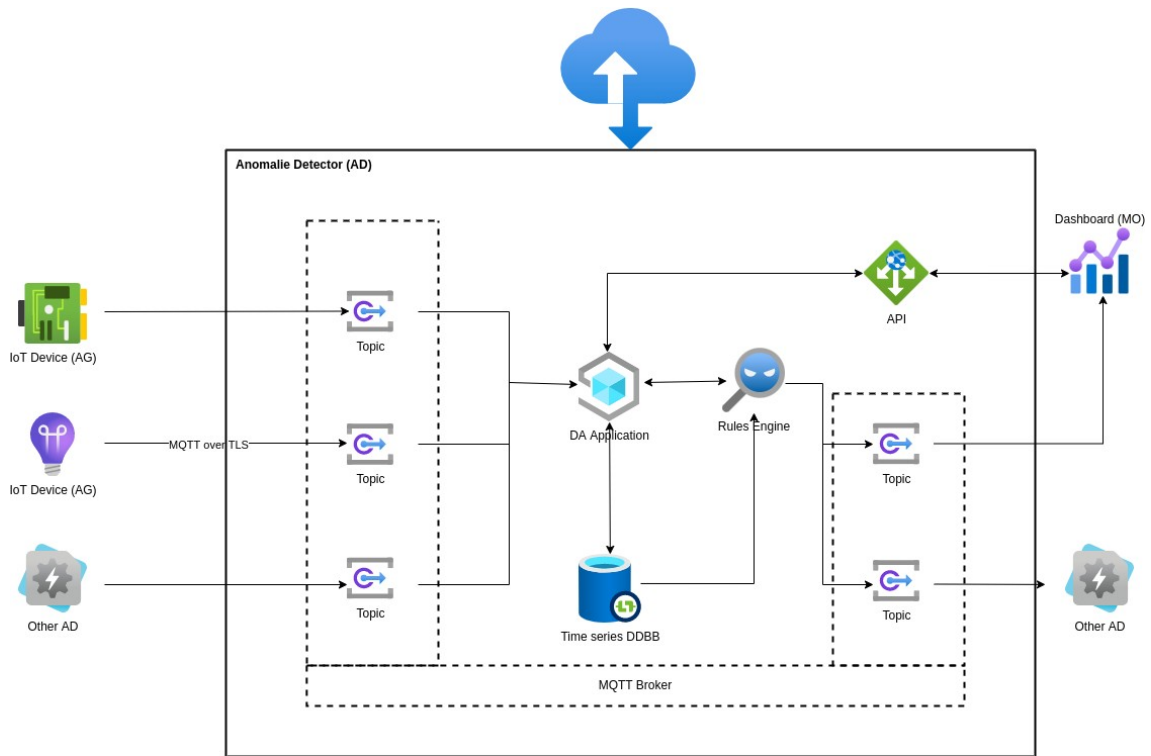 Anomalie Detector (AD)
Dashboard (MO)
IoT Device (AG)
Topic
API
MQTT over TLS
DA Application
Rules Engine
IoT Device (AG)
Topic
Topic
Other AD
Topic
Time series DDBB
Topic
Other AD
MQTT Broker